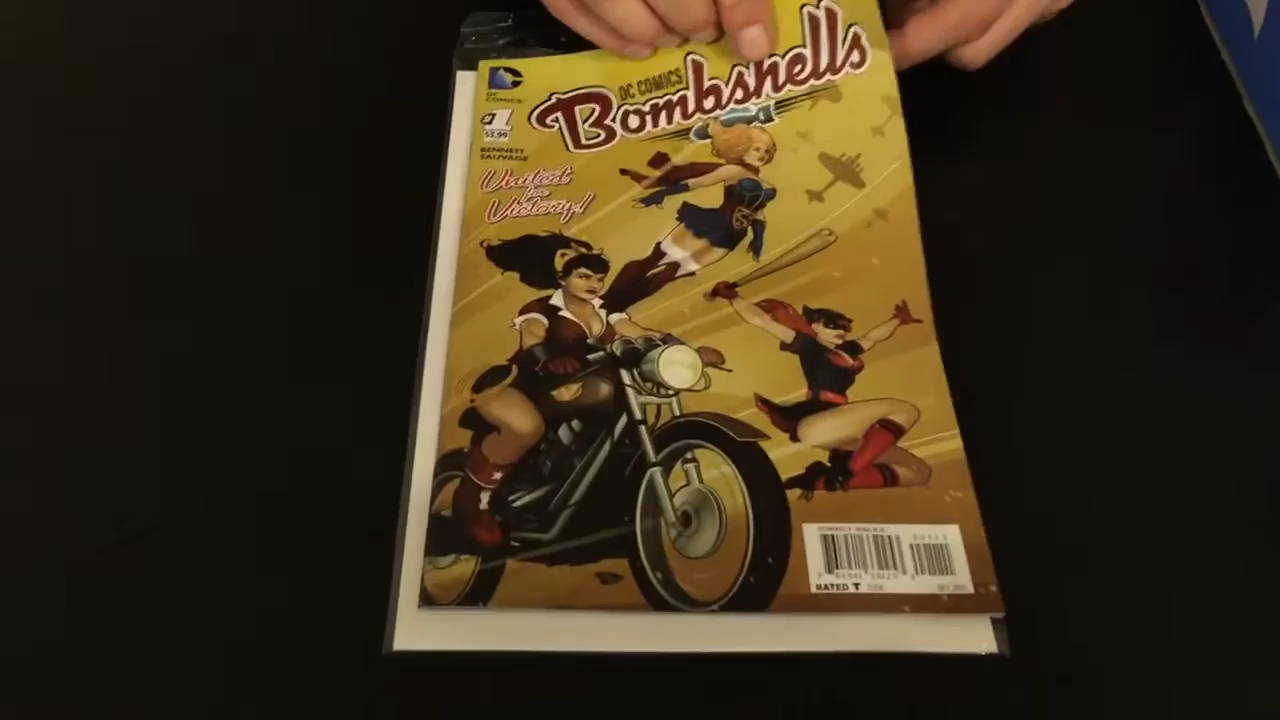 DC COMICS
Bombshells
DC
COMICS
#1
$3.99
BENNETT
SAUVAGE
United
for
Victory!
RATED T